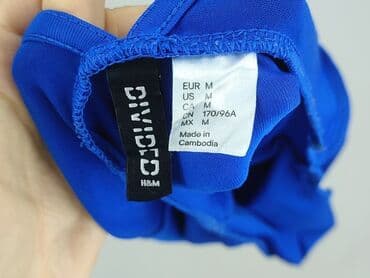 DIVIDED
H&M
EUR M
US M
CA M
CN 170/96A
MX M
Made in
Cambodia